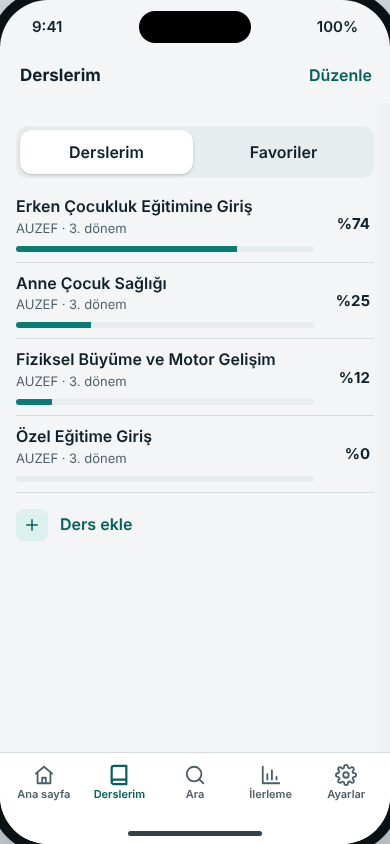 9:41
100%
Derslerim
Düzenle
Derslerim
Favoriler
Erken Çocukluk Eğitimine Giriş
AUZEF · 3. dönem
%74
Anne Çocuk Sağlığı
AUZEF · 3. dönem
%25
Fiziksel Büyüme ve Motor Gelişim
AUZEF · 3. dönem
%12
Özel Eğitime Giriş
AUZEF · 3. dönem
%0
Ders ekle
Ana sayfa
Derslerim
Ara
İlerleme
Ayarlar